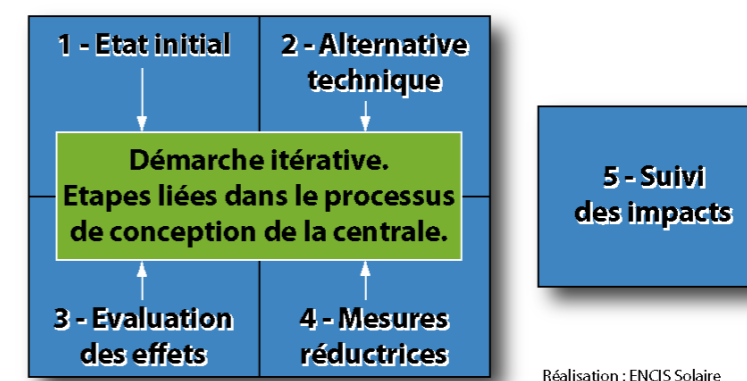 1 - Etat initial
2 - Alternative
technique
Démarche itérative.
Etapes liées dans le processus
de conception de la centrale.
3 - Evaluation
des effets
4 - Mesures
réductrices
5 - Suivi
des impacts
Réalisation : ENCIS Solaire